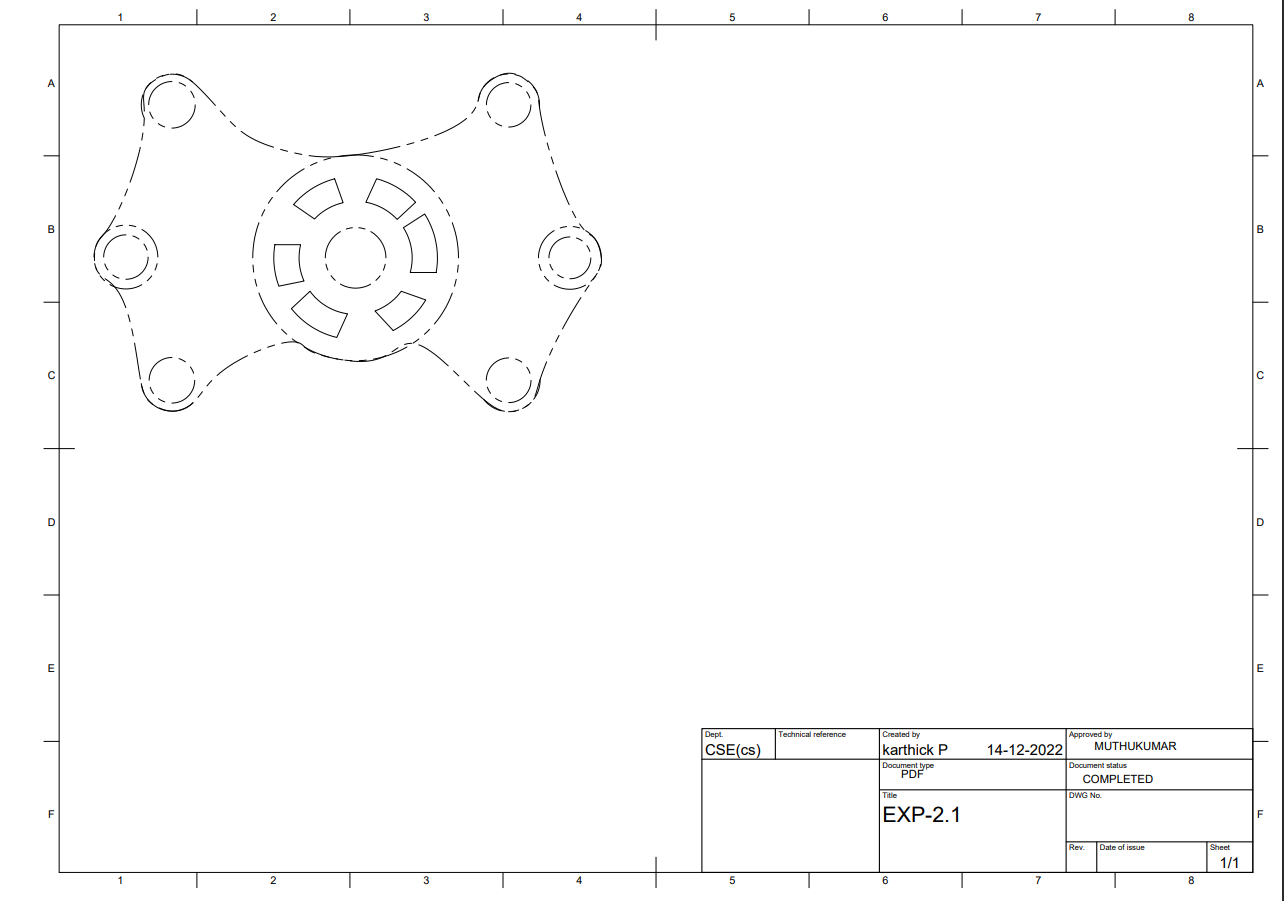 1 2 3 4 5 6 7 8
A A
B B
C C
D D
E E
F F
Dept. Technical reference Created by Approved by
CSE(cs) karthick P 14-12-2022 MUTHUKUMAR
Document type Document status
PDF COMPLETED
Title DWG No.
EXP-2.1
Rev. Date of issue Sheet
1/1
1 2 3 4 5 6 7 8